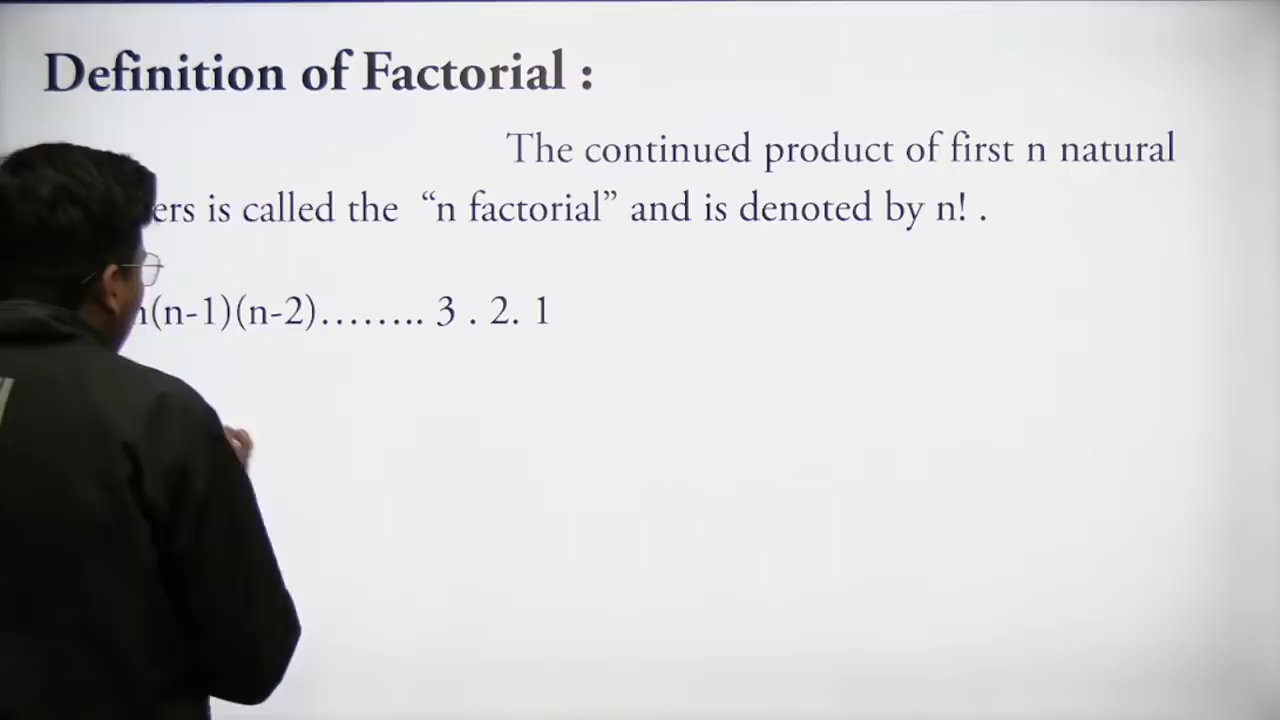 Definition of Factorial :
The continued product of first n natural
ers is called the “n factorial” and is denoted by n! .
(n-1)(n-2)…….. 3 . 2. 1